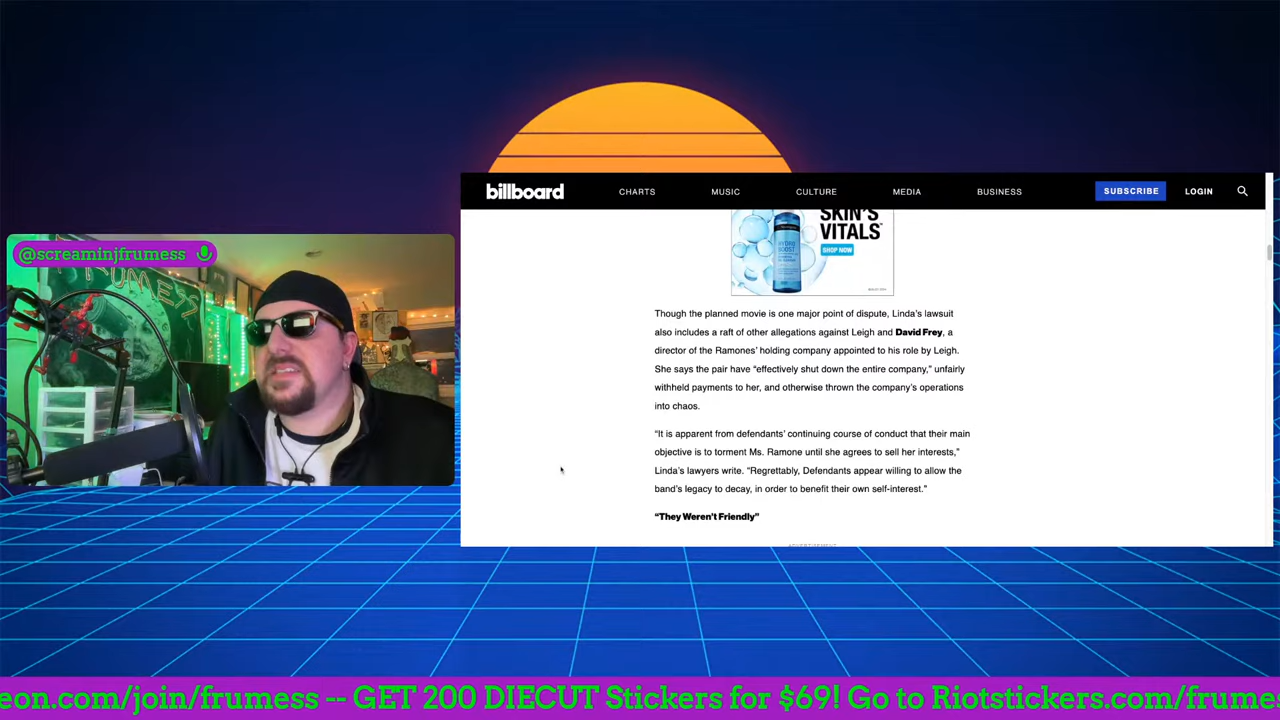 billboard
CHARTS
MUSIC
CULTURE
MEDIA
BUSINESS
SUBSCRIBE
LOGIN
SKIN'S
VITALS
HYDRO
BOOST
SHOP NOW
@screaminjfrumess
Though the planned movie is one major point of dispute, Linda's lawsuit
also includes a raft of other allegations against Leigh and David Frey, a
director of the Ramones' holding company appointed to his role by Leigh.
She says the pair have “effectively shut down the entire company,” unfairly
withheld payments to her, and otherwise thrown the company's operations
into chaos.
“It is apparent from defendants' continuing course of conduct that their main
objective is to torment Ms. Ramone until she agrees to sell her interests,”
Linda's lawyers write. “Regrettably, Defendants appear willing to allow the
band's legacy to decay, in order to benefit their own self-interest.”
“They Weren't Friendly”
eon.com/join/frumess -- GET 200 DIECUT Stickers for $69! Go to Riotstickers.com/frumes